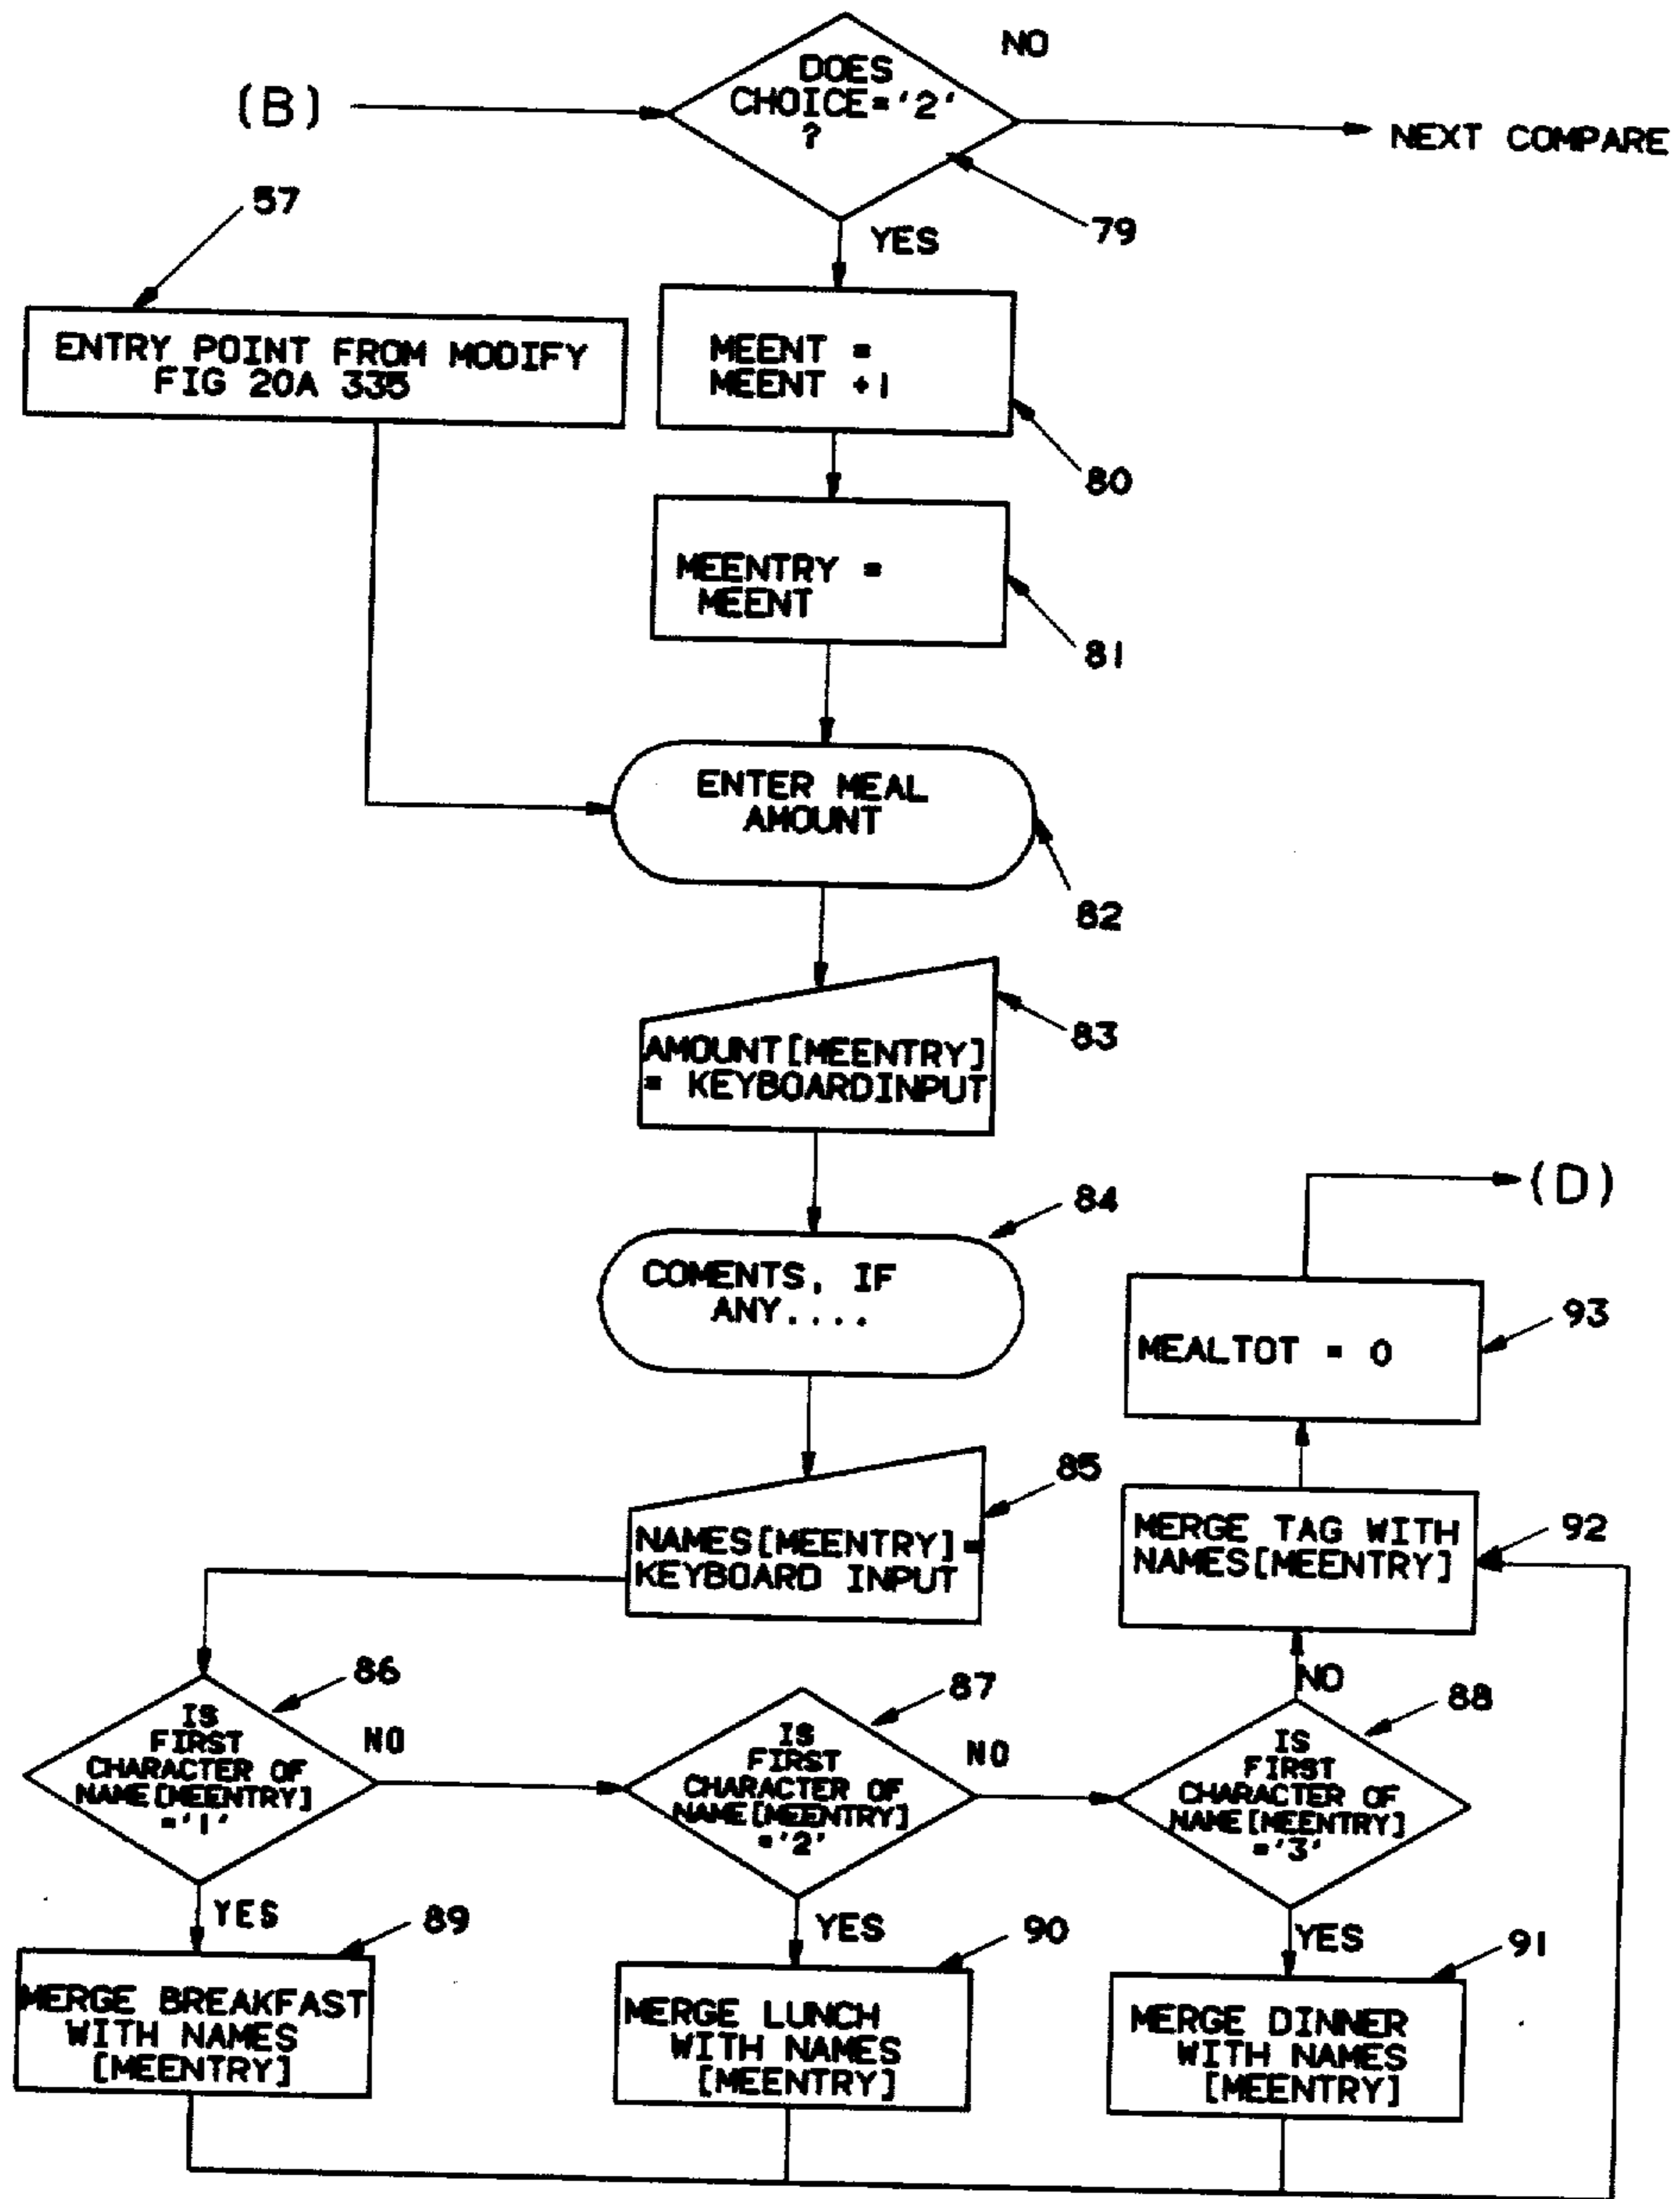 NO
DOES
(B)
CHOICE='2'
?
NEXT COMPARE
57
79
YES
ENTRY POINT FROM MODIFY
FIG 20A 335
MEENT =
MEENT +1
80
MEENTRY =
MEENT
81
ENTER MEAL
AMOUNT
82
83
AMOUNT[MEENTRY]
= KEYBOARDINPUT
(D)
84
COMENTS, IF
ANY....
93
MEALTOT = 0
85
NAMES[MEENTRY]=
KEYBOARD INPUT
MERGE TAG WITH
NAMES[MEENTRY]
92
86
IS
FIRST
CHARACTER OF
NAME[MEENTRY]
='1'
NO
87
IS
FIRST
CHARACTER OF
NAME[MEENTRY]
='2'
NO
NO
88
IS
FIRST
CHARACTER OF
NAME[MEENTRY]
='3'
YES
89
YES
90
YES
91
MERGE BREAKFAST
WITH NAMES
[MEENTRY]
MERGE LUNCH
WITH NAMES
[MEENTRY]
MERGE DINNER
WITH NAMES
[MEENTRY]